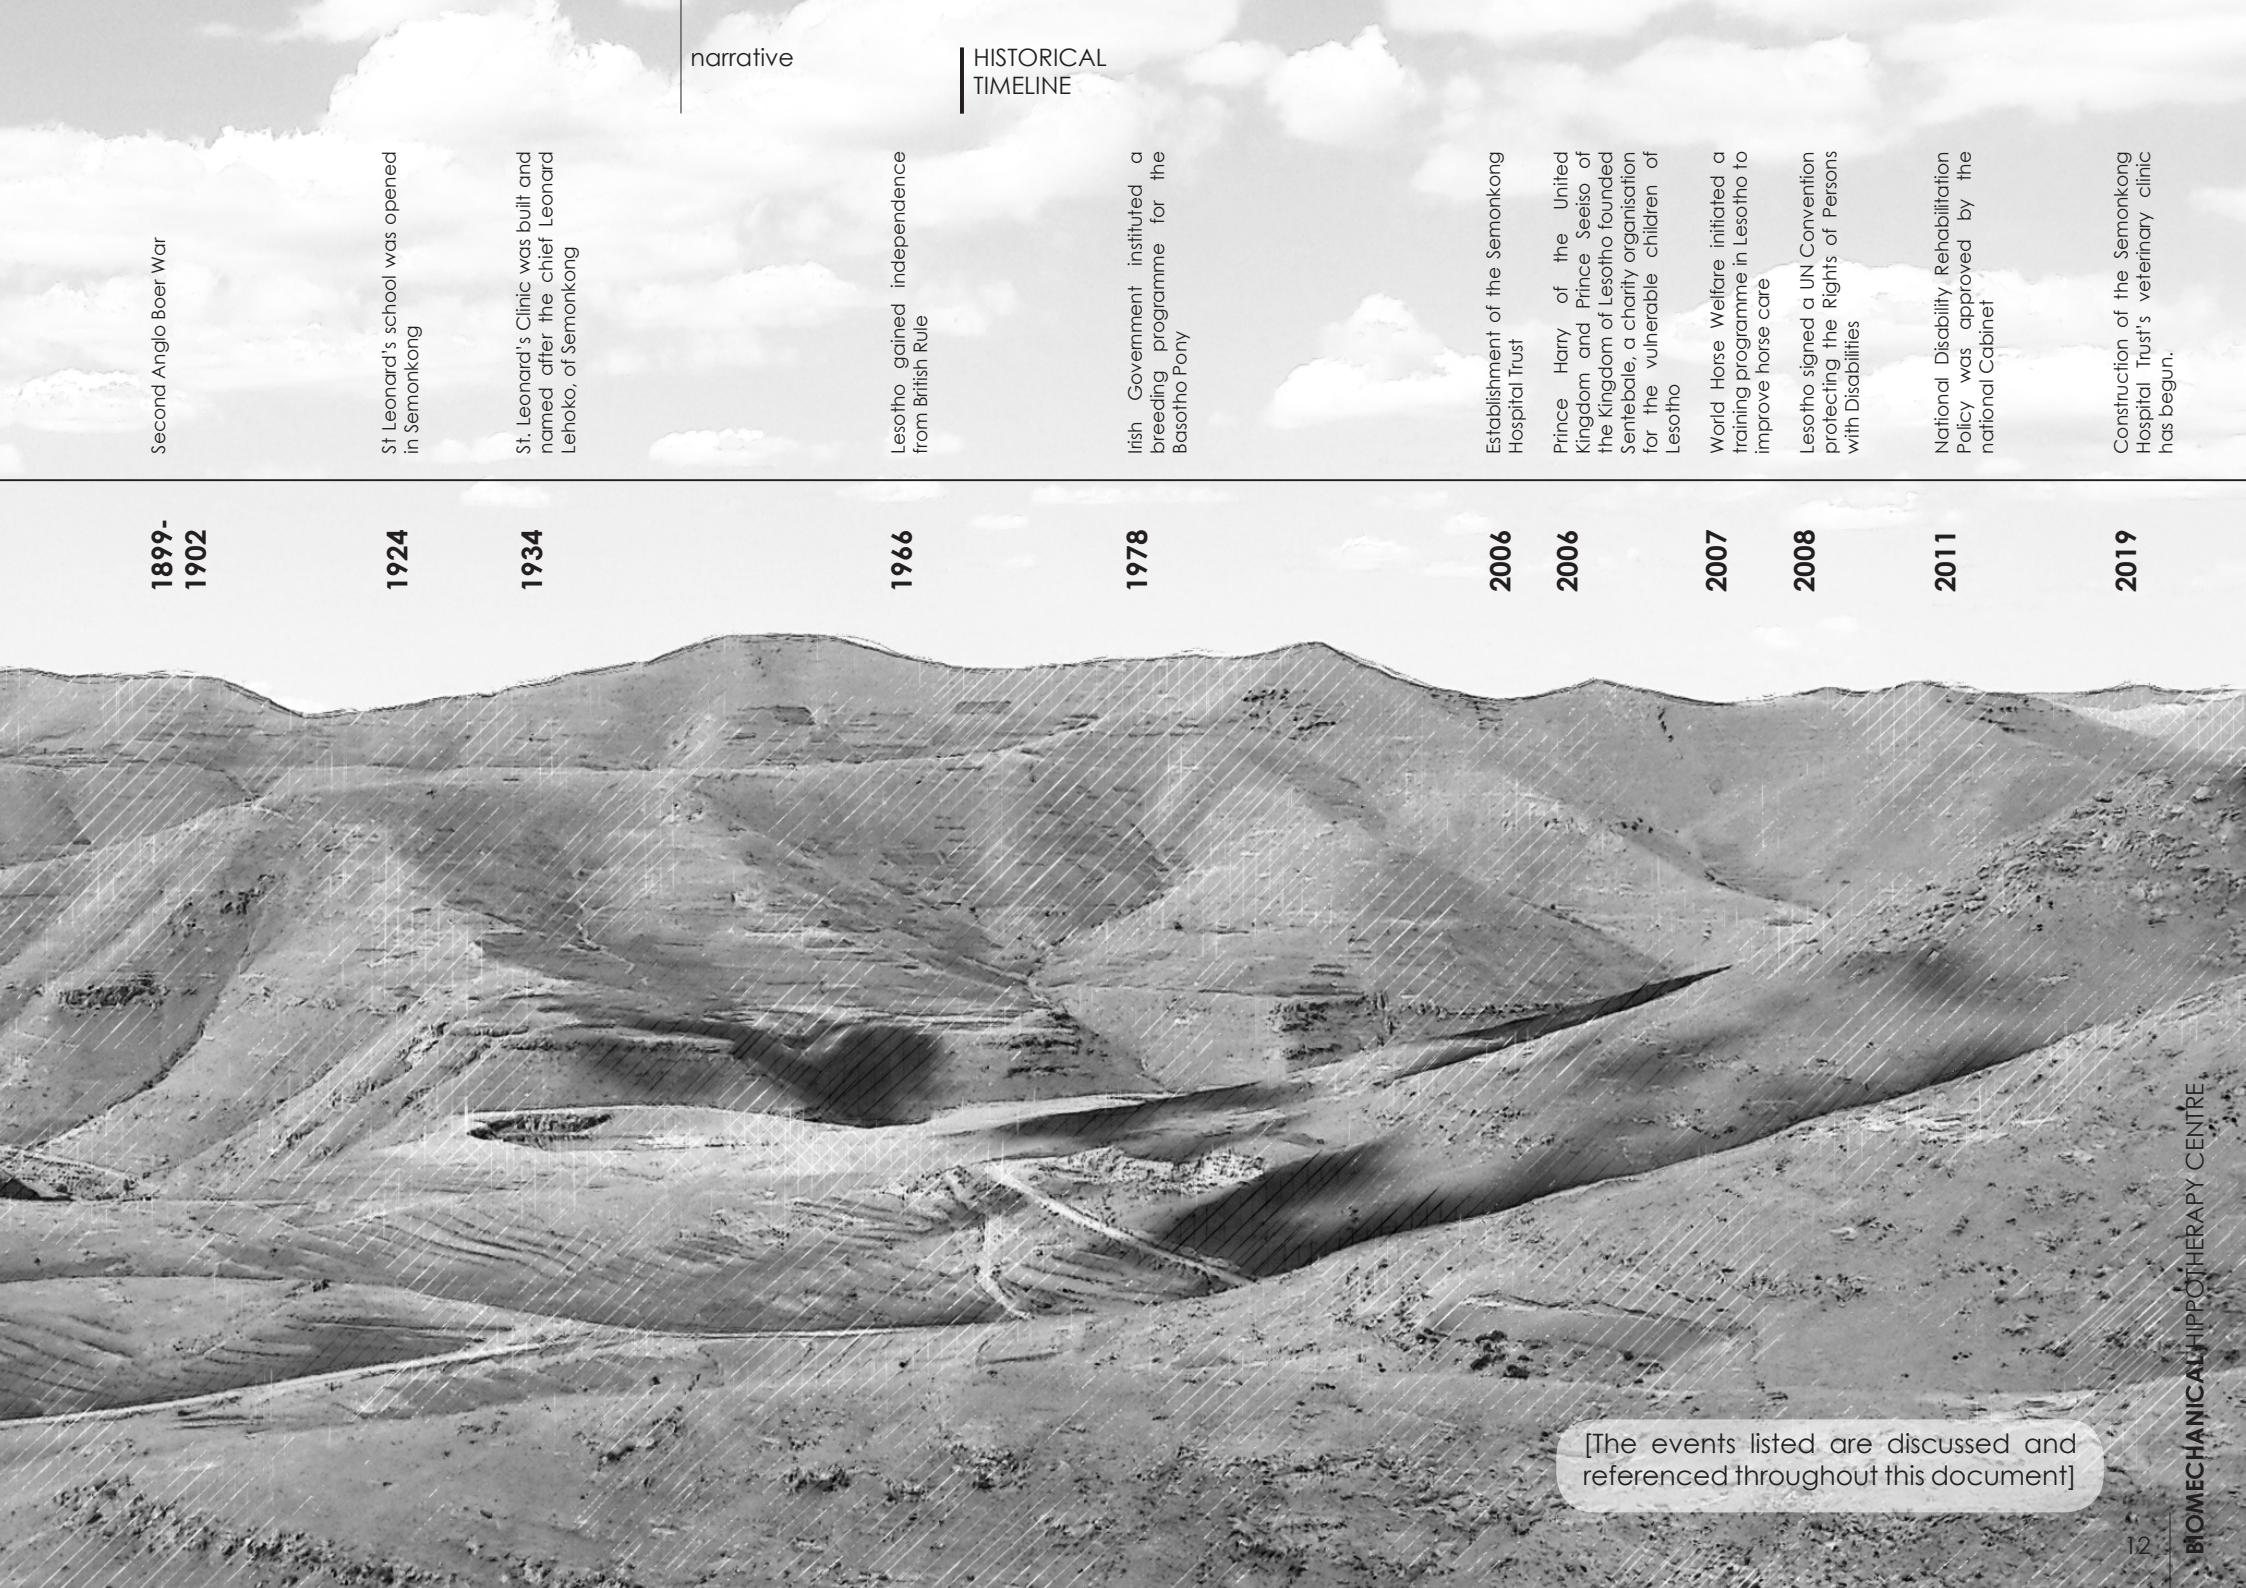 narrative
HISTORICAL
TIMELINE
Second Anglo Boer War
1899-
1902
St Leonard's school was opened
in Semonkong
1924
St. Leonard's Clinic was built and
named after the chief Leonard
Lehoko, of Semonkong
1934
Lesotho gained independence
from British Rule
1966
Irish Government instituted a
breeding programme for the
Basotho Pony
1978
Establishment of the Semonkong
Hospital Trust
2006
Prince Harry of the United
Kingdom and Prince Seeiso of
the Kingdom of Lesotho founded
Sentebale, a charity organisation
for the vulnerable children of
Lesotho
2006
World Horse Welfare initiated a
training programme in Lesotho to
improve horse care
2007
Lesotho signed a UN Convention
protecting the Rights of Persons
with Disabilities
2008
National Disability Rehabilitation
Policy was approved by the
national Cabinet
2011
Construction of the Semonkong
Hospital Trust's veterinary clinic
has begun.
2019
[The events listed are discussed and
referenced throughout this document]
12
BIOMECHANICAL HIPPOTHERAPY CENTRE